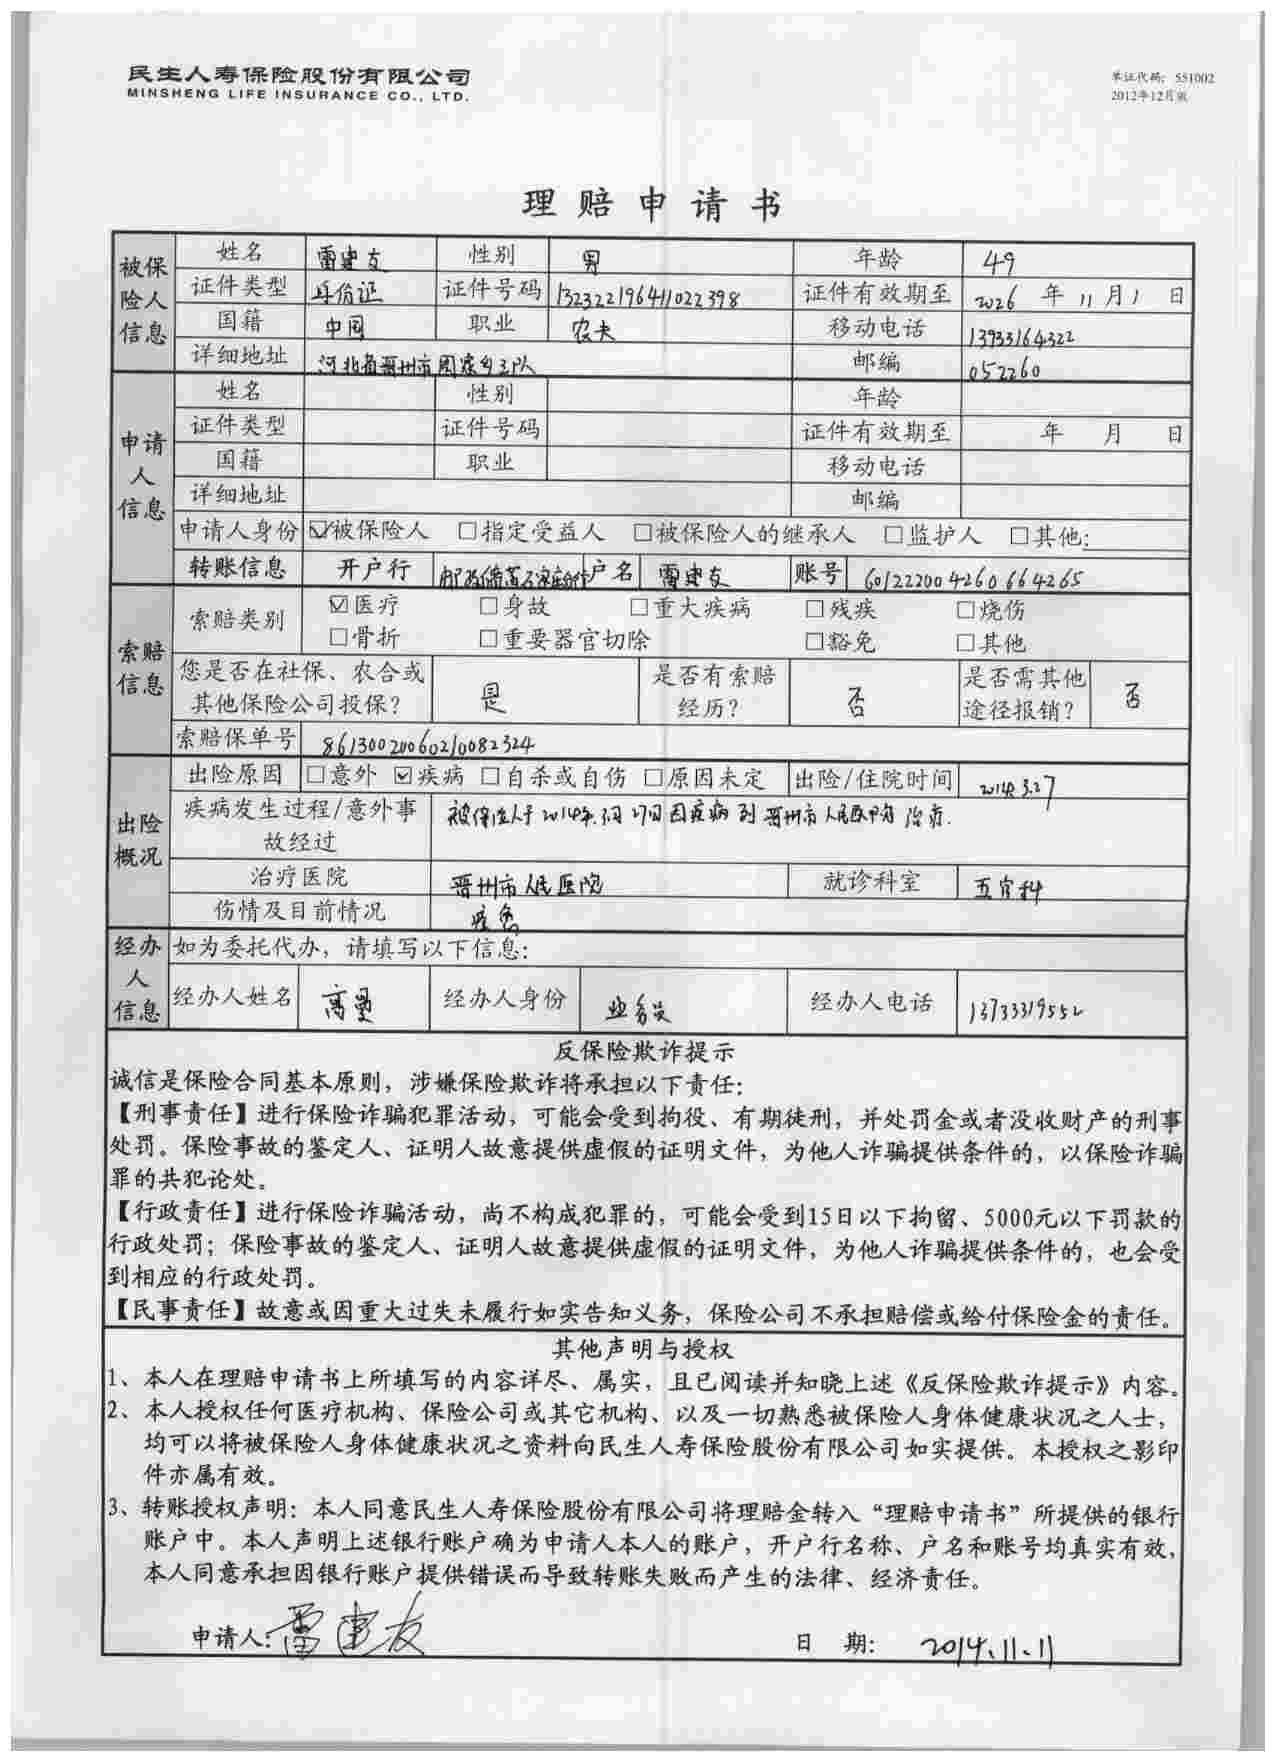 民生人寿保险股份有限公司
MINSHENG LIFE INSURANCE CO., LTD.
单证代码: 551002
2012年12月版
理赔申请书
被保险人信息
姓名 雷建友 性别 男 年龄 49
证件类型 身份证 证件号码 132322196411022398 证件有效期至 2026 年 11 月 1 日
国籍 中国 职业 农夫 移动电话 13933164322
详细地址 河北省晋州市周家乡三队 邮编 052260
申请人信息
姓名 性别 年龄
证件类型 证件号码 证件有效期至 年 月 日
国籍 职业 移动电话
详细地址 邮编
申请人身份 ☑被保险人 □指定受益人 □被保险人的继承人 □监护人 □其他:
转账信息 开户行 户名 雷建友 账号 601222004260664265
索赔信息
索赔类别 ☑医疗 □身故 □重大疾病 □残疾 □烧伤
□骨折 □重要器官切除 □豁免 □其他
您是否在社保、农合或其他保险公司投保? 是 是否有索赔经历? 否 是否需其他途径报销? 否
索赔保单号 86130020060210082324
出险概况
出险原因 □意外 ☑疾病 □自杀或自伤 □原因未定 出险/住院时间 2014.3.27
疾病发生过程/意外事故经过 被保险人于2014年3月27日因疾病到晋州市人民医院治疗.
治疗医院 晋州市人民医院 就诊科室 五官科
伤情及目前情况 痊愈
经办人信息
如为委托代办, 请填写以下信息:
经办人姓名 高曼 经办人身份 业务员 经办人电话 13733319552
反保险欺诈提示
诚信是保险合同基本原则, 涉嫌保险欺诈将承担以下责任:
【刑事责任】进行保险诈骗犯罪活动, 可能会受到拘役、有期徒刑, 并处罚金或者没收财产的刑事
处罚。保险事故的鉴定人、证明人故意提供虚假的证明文件, 为他人诈骗提供条件的, 以保险诈骗
罪的共犯论处。
【行政责任】进行保险诈骗活动, 尚不构成犯罪的, 可能会受到15日以下拘留、5000元以下罚款的
行政处罚; 保险事故的鉴定人、证明人故意提供虚假的证明文件, 为他人诈骗提供条件的, 也会受
到相应的行政处罚。
【民事责任】故意或因重大过失未履行如实告知义务, 保险公司不承担赔偿或给付保险金的责任。
其他声明与授权
1、本人在理赔申请书上所填写的内容详尽、属实, 且已阅读并知晓上述《反保险欺诈提示》内容。
2、本人授权任何医疗机构、保险公司或其它机构、以及一切熟悉被保险人身体健康状况之人士,
均可以将被保险人身体健康状况之资料向民生人寿保险股份有限公司如实提供。本授权之影印
件亦属有效。
3、转账授权声明: 本人同意民生人寿保险股份有限公司将理赔金转入“理赔申请书”所提供的银行
账户中。本人声明上述银行账户确为申请人本人的账户, 开户行名称、户名和账号均真实有效,
本人同意承担因银行账户提供错误而导致转账失败而产生的法律、经济责任。
申请人: 雷建友 日 期: 2014.11.11